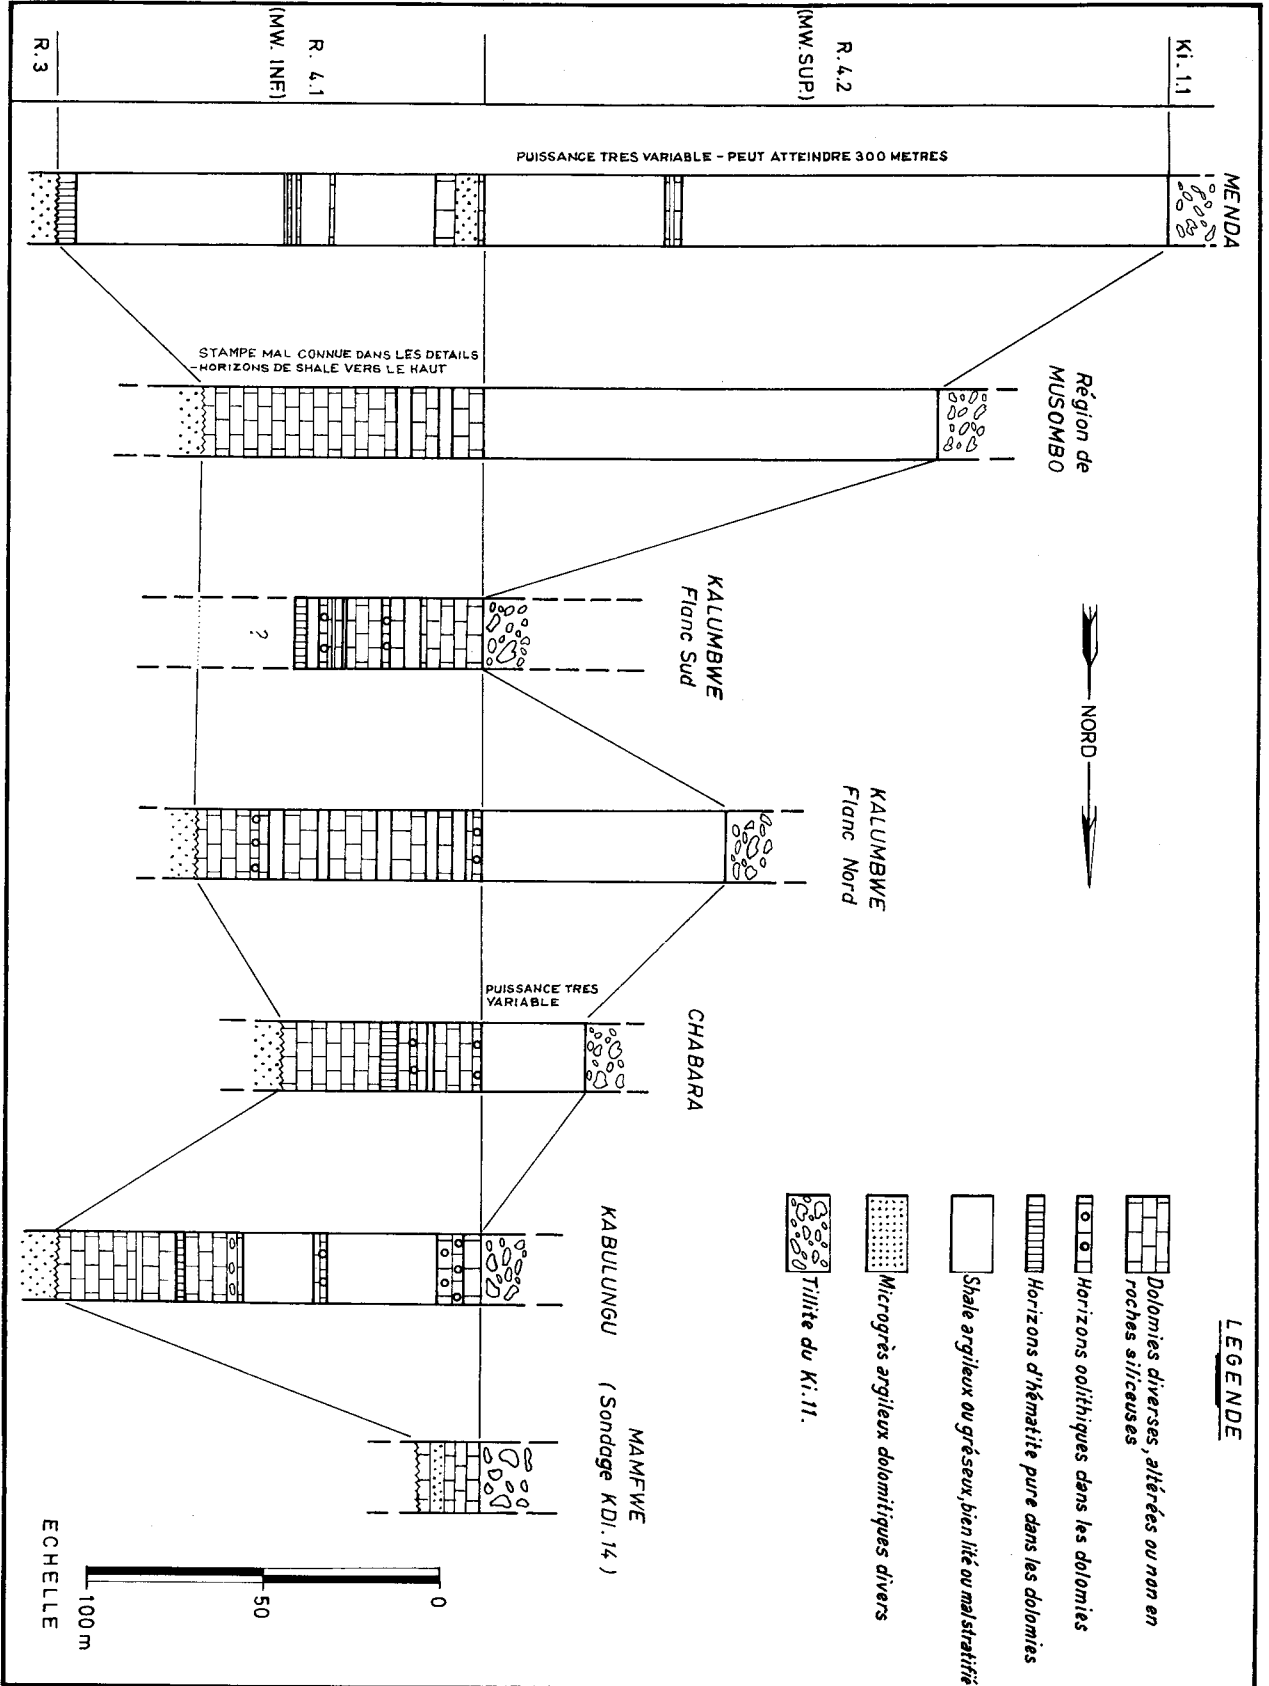 Ki.1.1
R.4.2
(MW.SUP.)
R. 4.1
(MW. INF.)
R.3
MENDA
PUISSANCE TRES VARIABLE - PEUT ATTEINDRE 300 METRES
Région de
MUSOMBO
STAMPE MAL CONNUE DANS LES DETAILS
-HORIZONS DE SHALE VERS LE HAUT
KALUMBWE
Flanc Sud
?
NORD
KALUMBWE
Flanc Nord
CHABARA
PUISSANCE TRES
VARIABLE
KABULUNGU
MAMFWE
(Sondage KDI.14)
LEGENDE
Dolomies diverses, altérées ou non en
roches siliceuses
Horizons oolithiques dans les dolomies
Horizons d'hématite pure dans les dolomies
Shale argileux ou gréseux, bien lité ou mal stratifié
Microgrès argileux dolomitiques divers
Tillite du Ki.11.
0
50
100m
ECHELLE